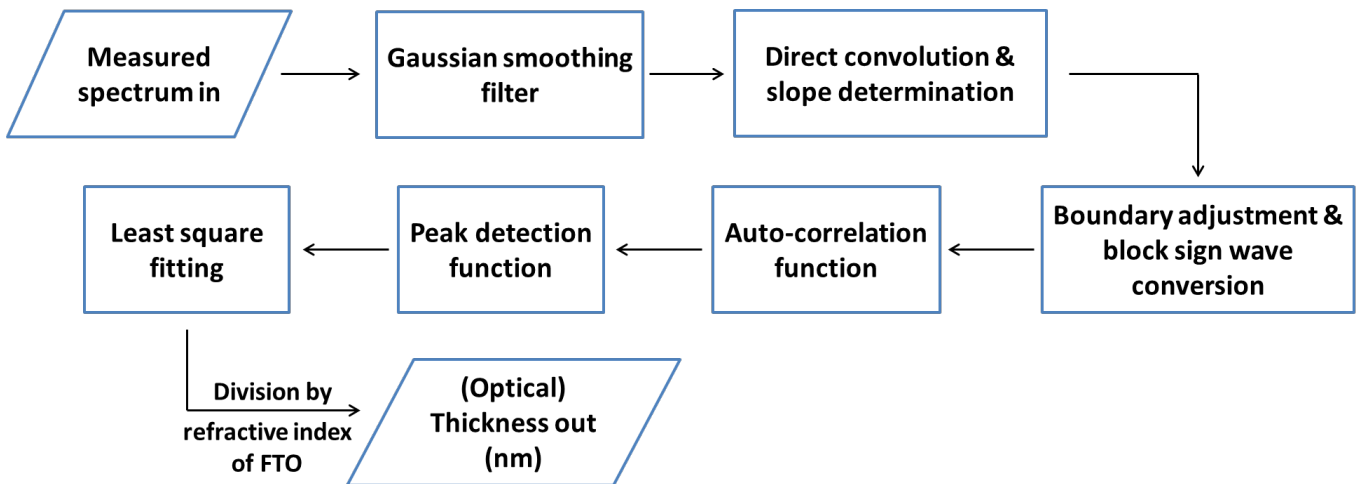 Measured
spectrum in
Gaussian smoothing
filter
Direct convolution &
slope determination
Boundary adjustment &
block sign wave
conversion
Auto-correlation
function
Peak detection
function
Least square
fitting
Division by
refractive index
of FTO
(Optical)
Thickness out
(nm)